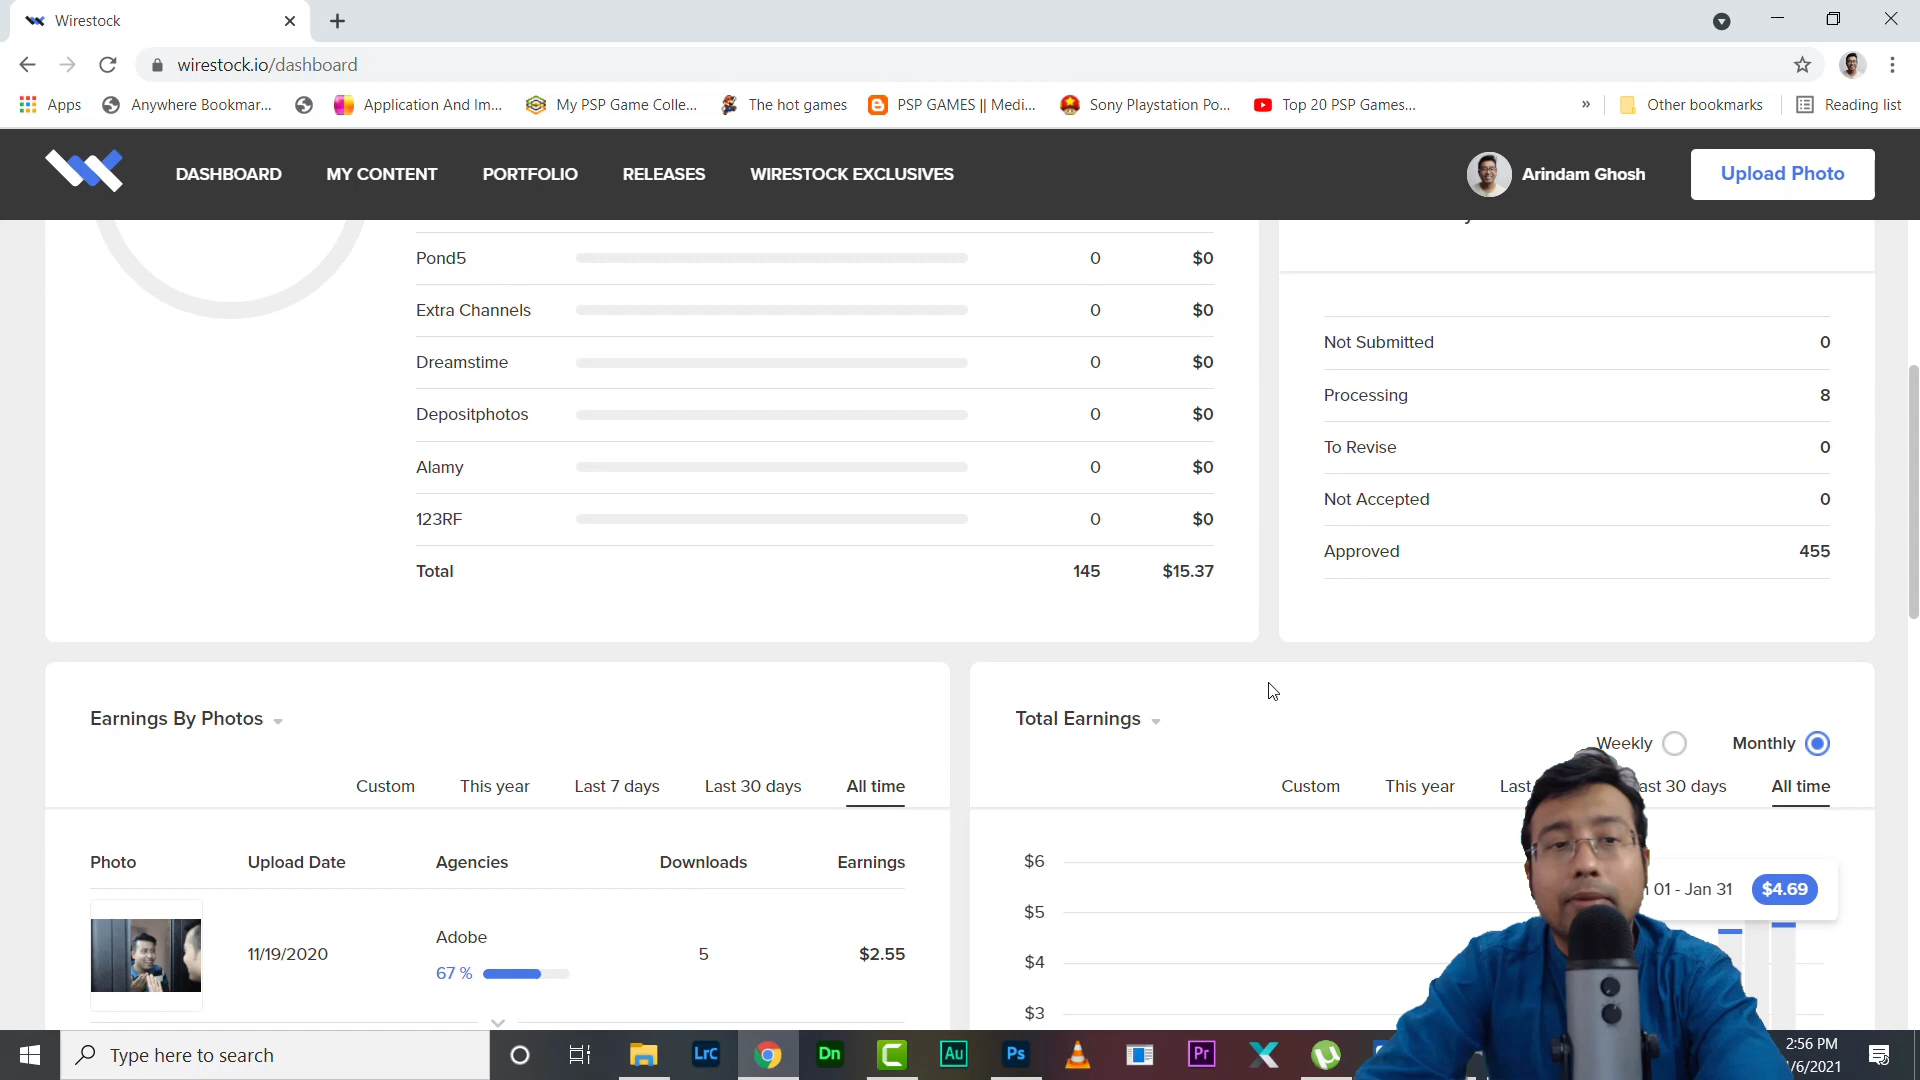 Wirestock
wirestock.io/dashboard
Apps Anywhere Bookmar... Application And Im... My PSP Game Colle... The hot games PSP GAMES || Medi... Sony Playstation Po... Top 20 PSP Games... » Other bookmarks Reading list
DASHBOARD MY CONTENT PORTFOLIO RELEASES WIRESTOCK EXCLUSIVES Arindam Ghosh Upload Photo
Pond5 0 $0
Extra Channels 0 $0
Dreamstime 0 $0
Depositphotos 0 $0
Alamy 0 $0
123RF 0 $0
Total 145 $15.37
Not Submitted 0
Processing 8
To Revise 0
Not Accepted 0
Approved 455
Earnings By Photos
Custom This year Last 7 days Last 30 days All time
Photo Upload Date Agencies Downloads Earnings
11/19/2020 Adobe 5 $2.55
67 %
Total Earnings
Weekly Monthly
Custom This year Last ast 30 days All time
$6
01 - Jan 31 $4.69
$5
$4
$3
Type here to search
LrC Dn Au Ps Pr
2:56 PM
/6/2021